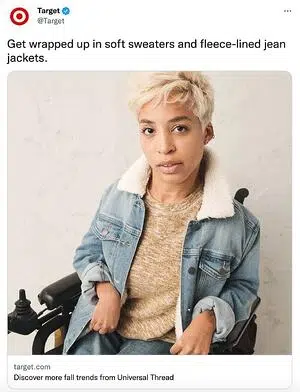 Target
@Target
Get wrapped up in soft sweaters and fleece-lined jean
jackets.
target.com
Discover more fall trends from Universal Thread